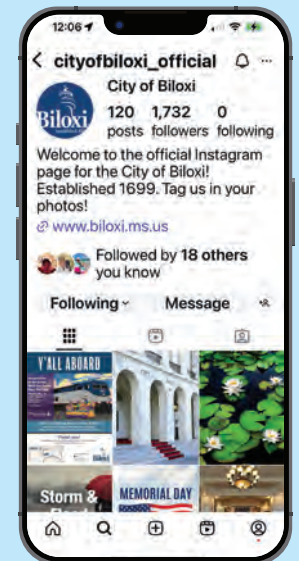 12:06
cityofbiloxi_official
City of Biloxi
120 1,732 0
posts followers following
Biloxi
Welcome to the official Instagram
page for the City of Biloxi!
Established 1699. Tag us in your
photos!
www.biloxi.ms.us
Followed by 18 others
you know
Following
Message
Y'ALL ABOARD
Storm &
MEMORIAL DAY